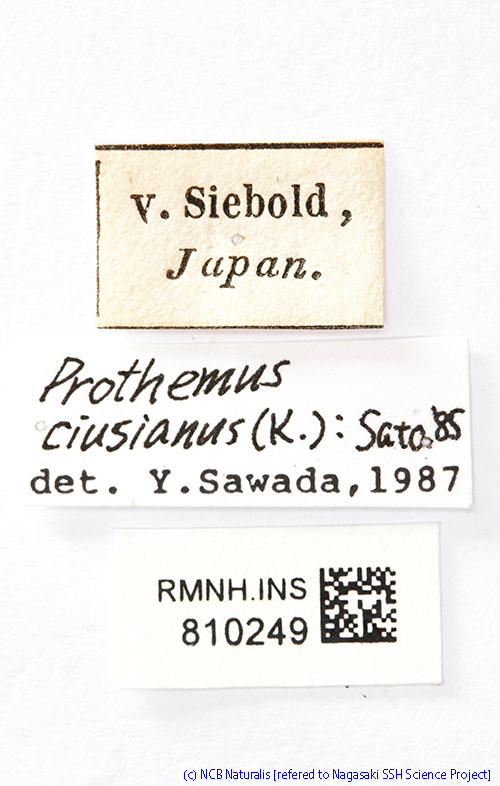 v. Siebold,
Japan.
Prothemus
ciusianus (K.): Sato '85
det. Y.Sawada,1987
RMNH.INS
810249
(c) NCB Naturalis [refered to Nagasaki SSH Science Project]